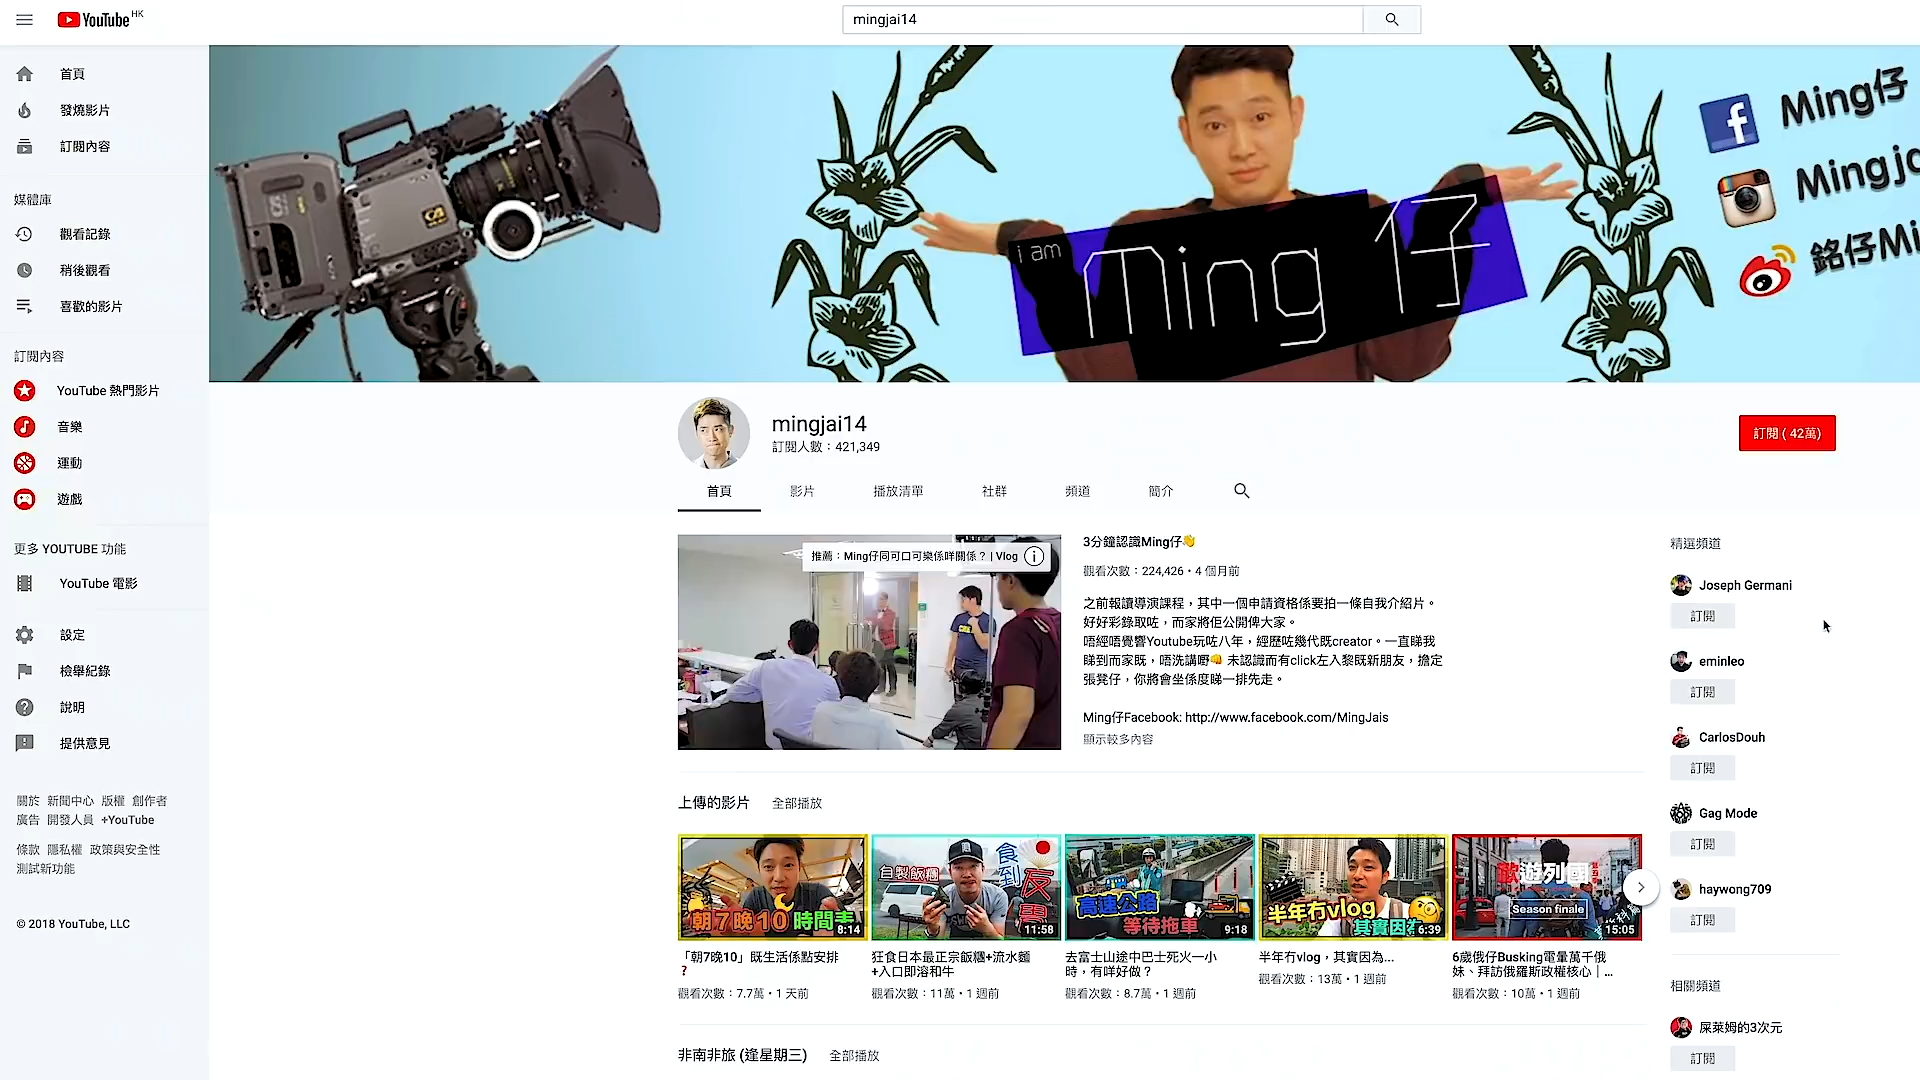 YouTube HK
mingjai14
首頁
發燒影片
訂閱內容
媒體庫
觀看記錄
稍後觀看
喜歡的影片
訂閱內容
YouTube 熱門影片
音樂
運動
遊戲
更多 YOUTUBE 功能
YouTube 電影
設定
檢舉紀錄
說明
提供意見
關於 新聞中心 版權 創作者
廣告 開發人員 +YouTube
條款 隱私權 政策與安全性
測試新功能
© 2018 YouTube, LLC
i am
Ming 仔
Ming仔
Mingja
銘仔Mi
mingjai14
訂閱人數：421,349
訂閱 ( 42萬)
首頁 影片 播放清單 社群 頻道 簡介
推薦：Ming仔同可口可樂係咩關係？ | Vlog
3分鐘認識Ming仔👏
觀看次數：224,426・4 個月前
之前報讀導演課程，其中一個申請資格係要拍一條自我介紹片。
好好彩錄取咗，而家將佢公開俾大家。
唔經唔覺響Youtube玩咗八年，經歷咗幾代既creator。一直睇我
睇到而家既，唔洗講嘢👊 未認識而有click左入黎既新朋友，擔定
張凳仔，你將會坐係度睇一排先走。
Ming仔Facebook: http://www.facebook.com/MingJais
顯示較多內容
上傳的影片 全部播放
朝7晚10 時間表
8:14
「朝7晚10」既生活係點安排
❓
觀看次數：7.7萬・1 天前
自製飯糰
食到
11:58
狂食日本最正宗飯糰+流水麵
+入口即溶和牛
觀看次數：11萬・1 週前
高速公路
等待拖車
9:18
去富士山途中巴士死火一小
時，有咩好做？
觀看次數：8.7萬・1 週前
半年冇vlog
其實因為
6:39
半年冇vlog，其實因為...
觀看次數：13萬・1 週前
遊列國
Season finale
15:05
6歲俄仔Busking電暈萬千俄
妹、拜訪俄羅斯政權核心｜...
觀看次數：10萬・1 週前
非南非旅 (逢星期三) 全部播放
精選頻道
Joseph Germani
訂閱
eminleo
訂閱
CarlosDouh
訂閱
Gag Mode
訂閱
haywong709
訂閱
相關頻道
屎萊姆的3次元
訂閱